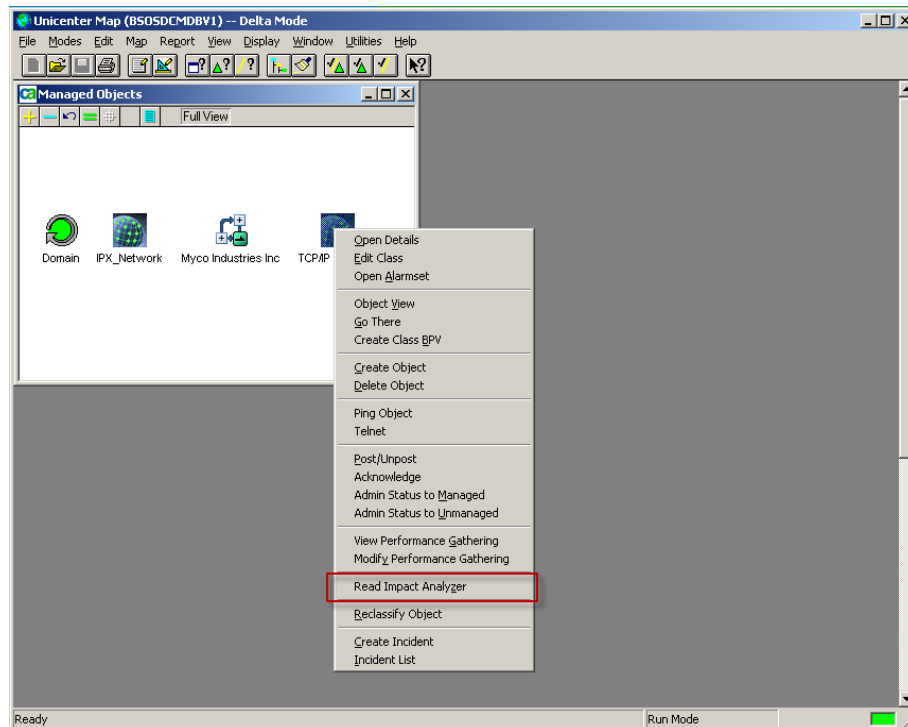 Unicenter Map (BSOSDCMDBV1) -- Delta Mode
File Modes Edit Map Report View Display Window Utilities Help
ca Managed Objects
Full View
Domain IPX_Network Myco Industries Inc TCP/IP
Open Details
Edit Class
Open Alarmset
Object View
Go There
Create Class BPV
Create Object
Delete Object
Ping Object
Telnet
Post/Unpost
Acknowledge
Admin Status to Managed
Admin Status to Unmanaged
View Performance Gathering
Modify Performance Gathering
Read Impact Analyzer
Reclassify Object
Create Incident
Incident List
Ready Run Mode